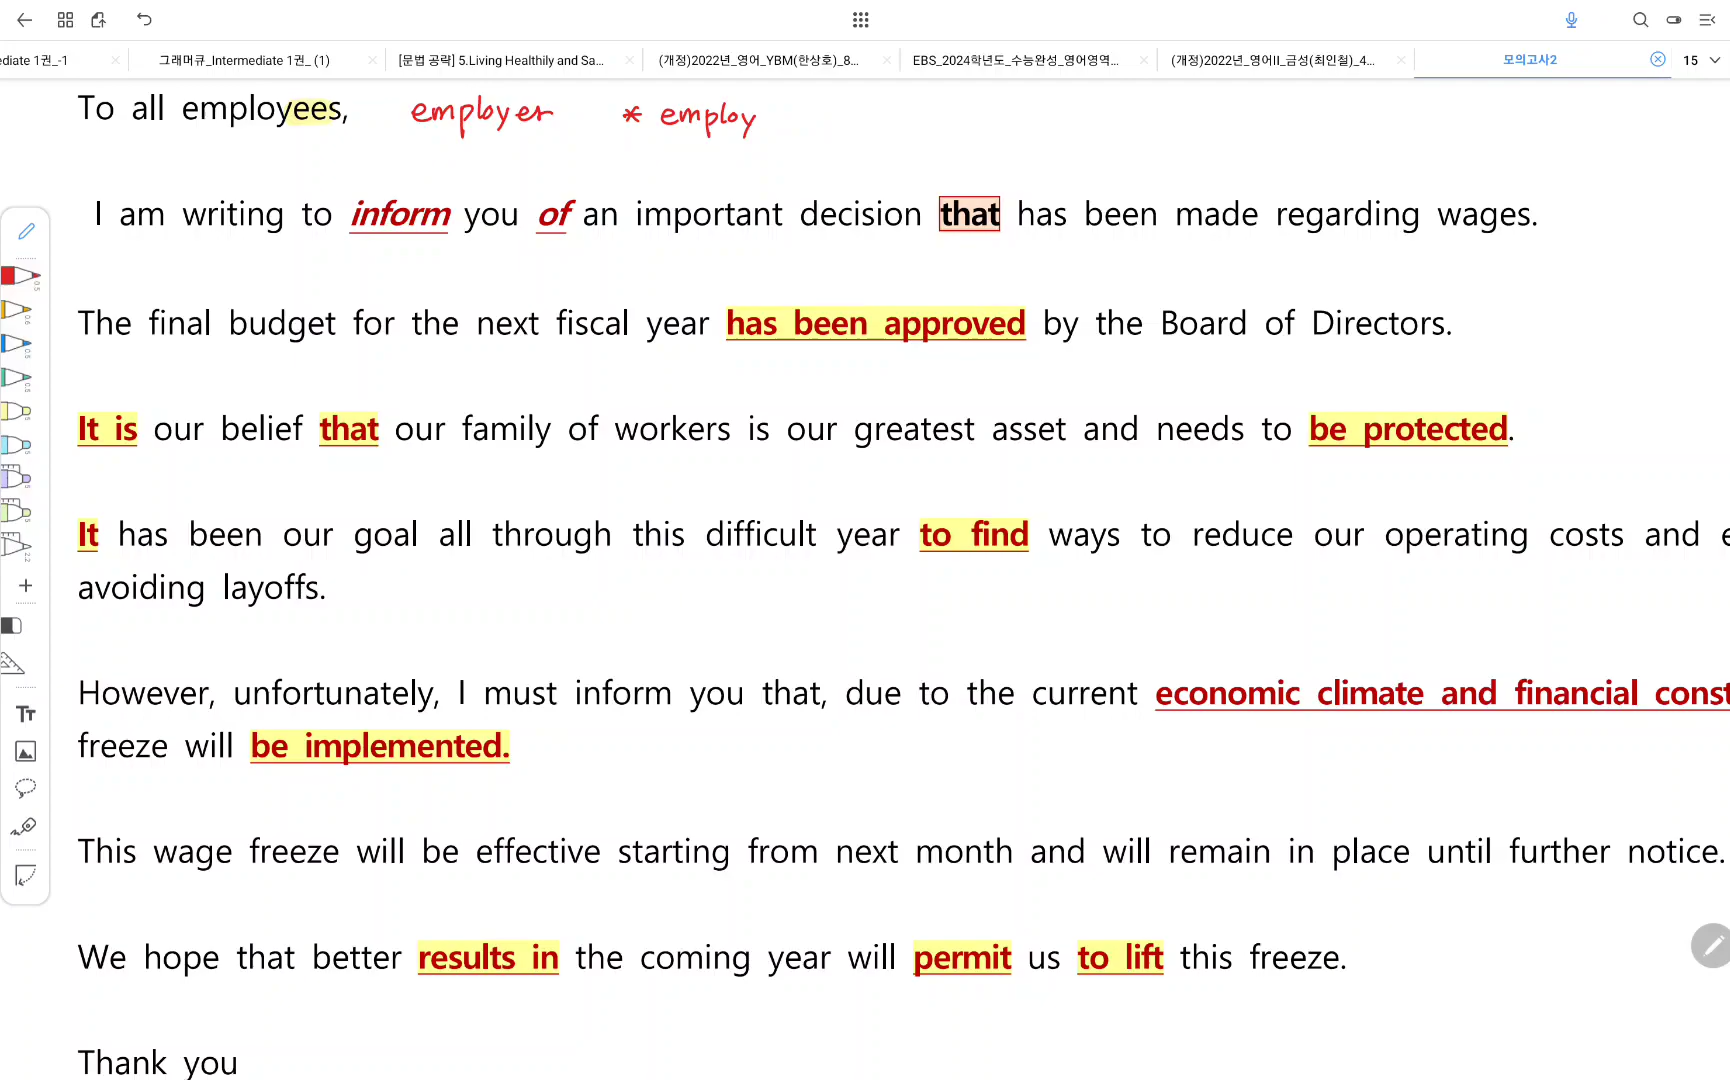 ediate 1권_-1
그래머큐_Intermediate 1권_ (1)
[문법 공략] 5.Living Healthily and Sa...
(개정)2022년_영어_YBM(한상호)_8...
EBS_2024학년도_수능완성_영어영역...
(개정)2022년_영어II_금성(최인철)_4...
모의고사2
15
To all employees, employer * employ
I am writing to inform you of an important decision that has been made regarding wages.
The final budget for the next fiscal year has been approved by the Board of Directors.
It is our belief that our family of workers is our greatest asset and needs to be protected.
It has been our goal all through this difficult year to find ways to reduce our operating costs and e
avoiding layoffs.
However, unfortunately, I must inform you that, due to the current economic climate and financial const
freeze will be implemented.
This wage freeze will be effective starting from next month and will remain in place until further notice.
We hope that better results in the coming year will permit us to lift this freeze.
Thank you